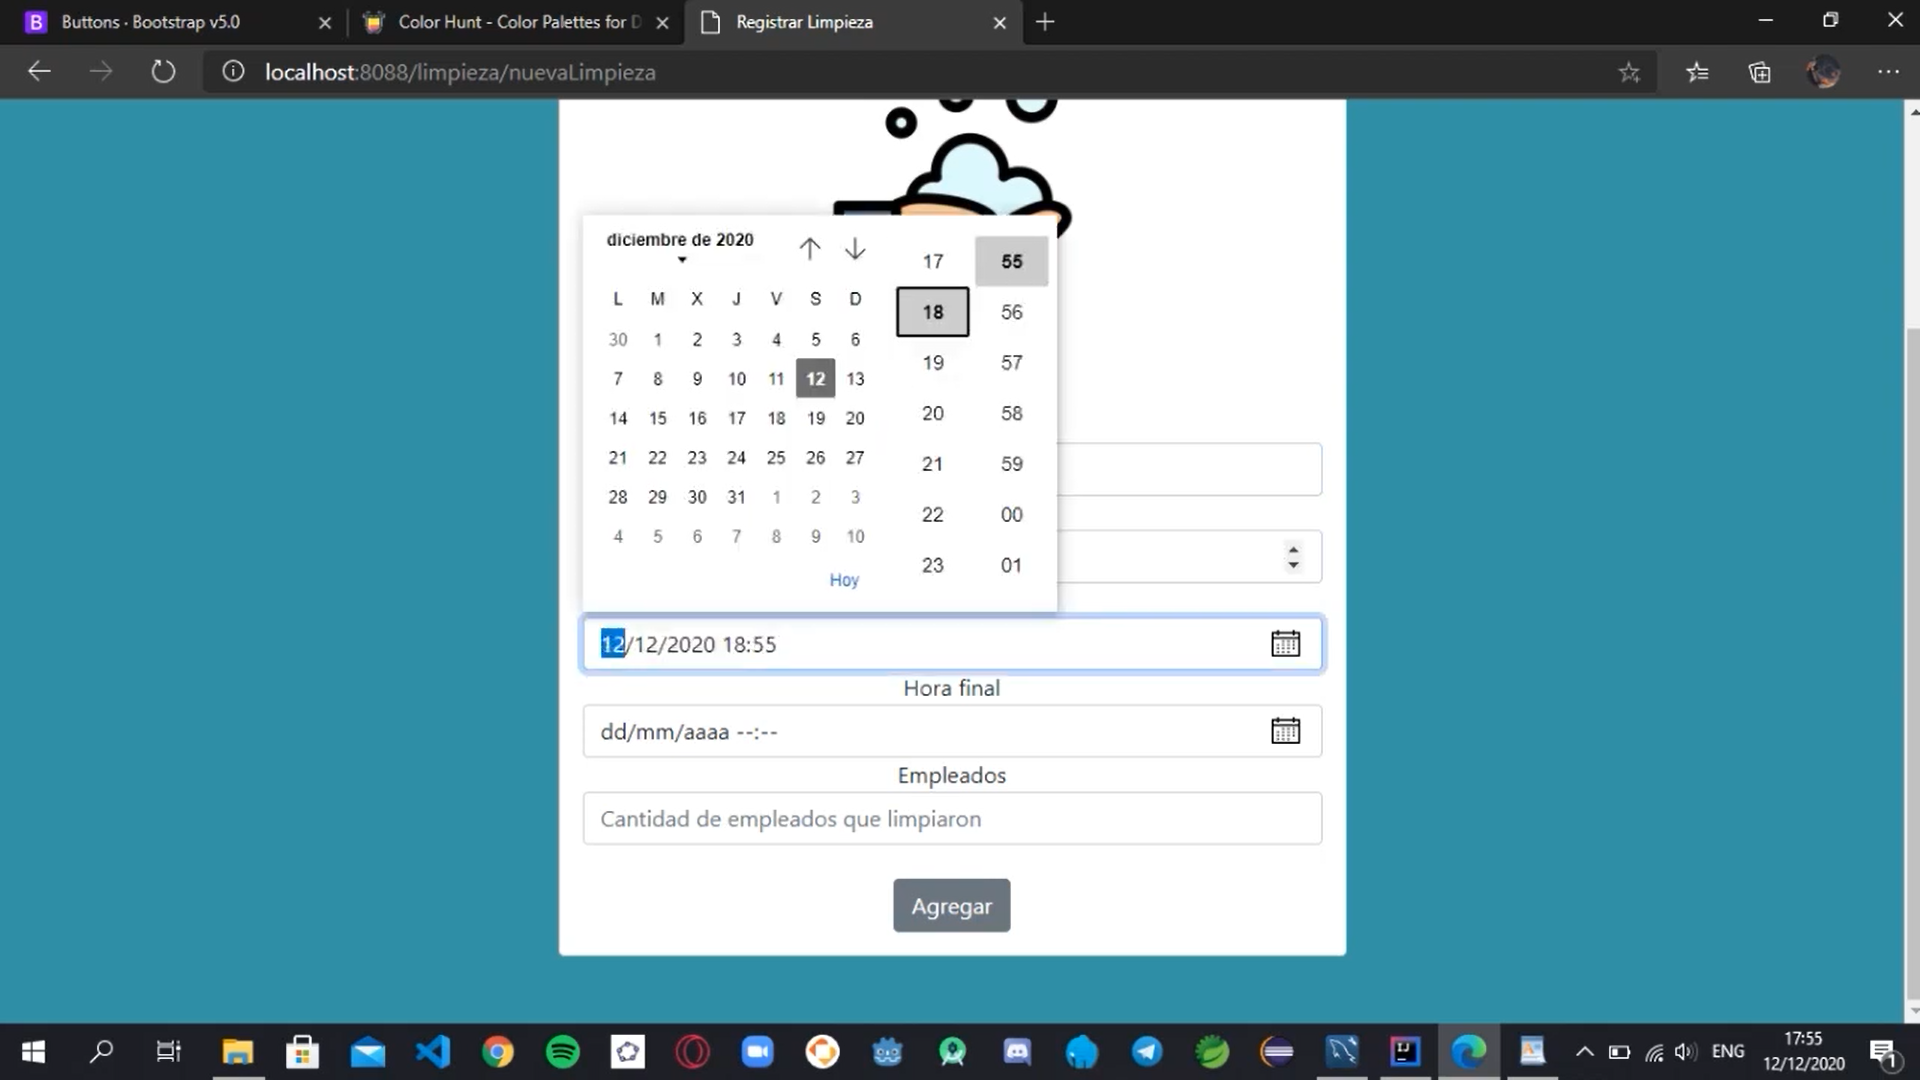 Buttons · Bootstrap v5.0
Color Hunt - Color Palettes for D
Registrar Limpieza
localhost:8088/limpieza/nuevaLimpieza
diciembre de 2020
L M X J V S D
30 1 2 3 4 5 6
7 8 9 10 11 12 13
14 15 16 17 18 19 20
21 22 23 24 25 26 27
28 29 30 31 1 2 3
4 5 6 7 8 9 10
Hoy
17 55
18 56
19 57
20 58
21 59
22 00
23 01
12/12/2020 18:55
Hora final
dd/mm/aaaa --:--
Empleados
Cantidad de empleados que limpiaron
Agregar
ENG
17:55
12/12/2020
1